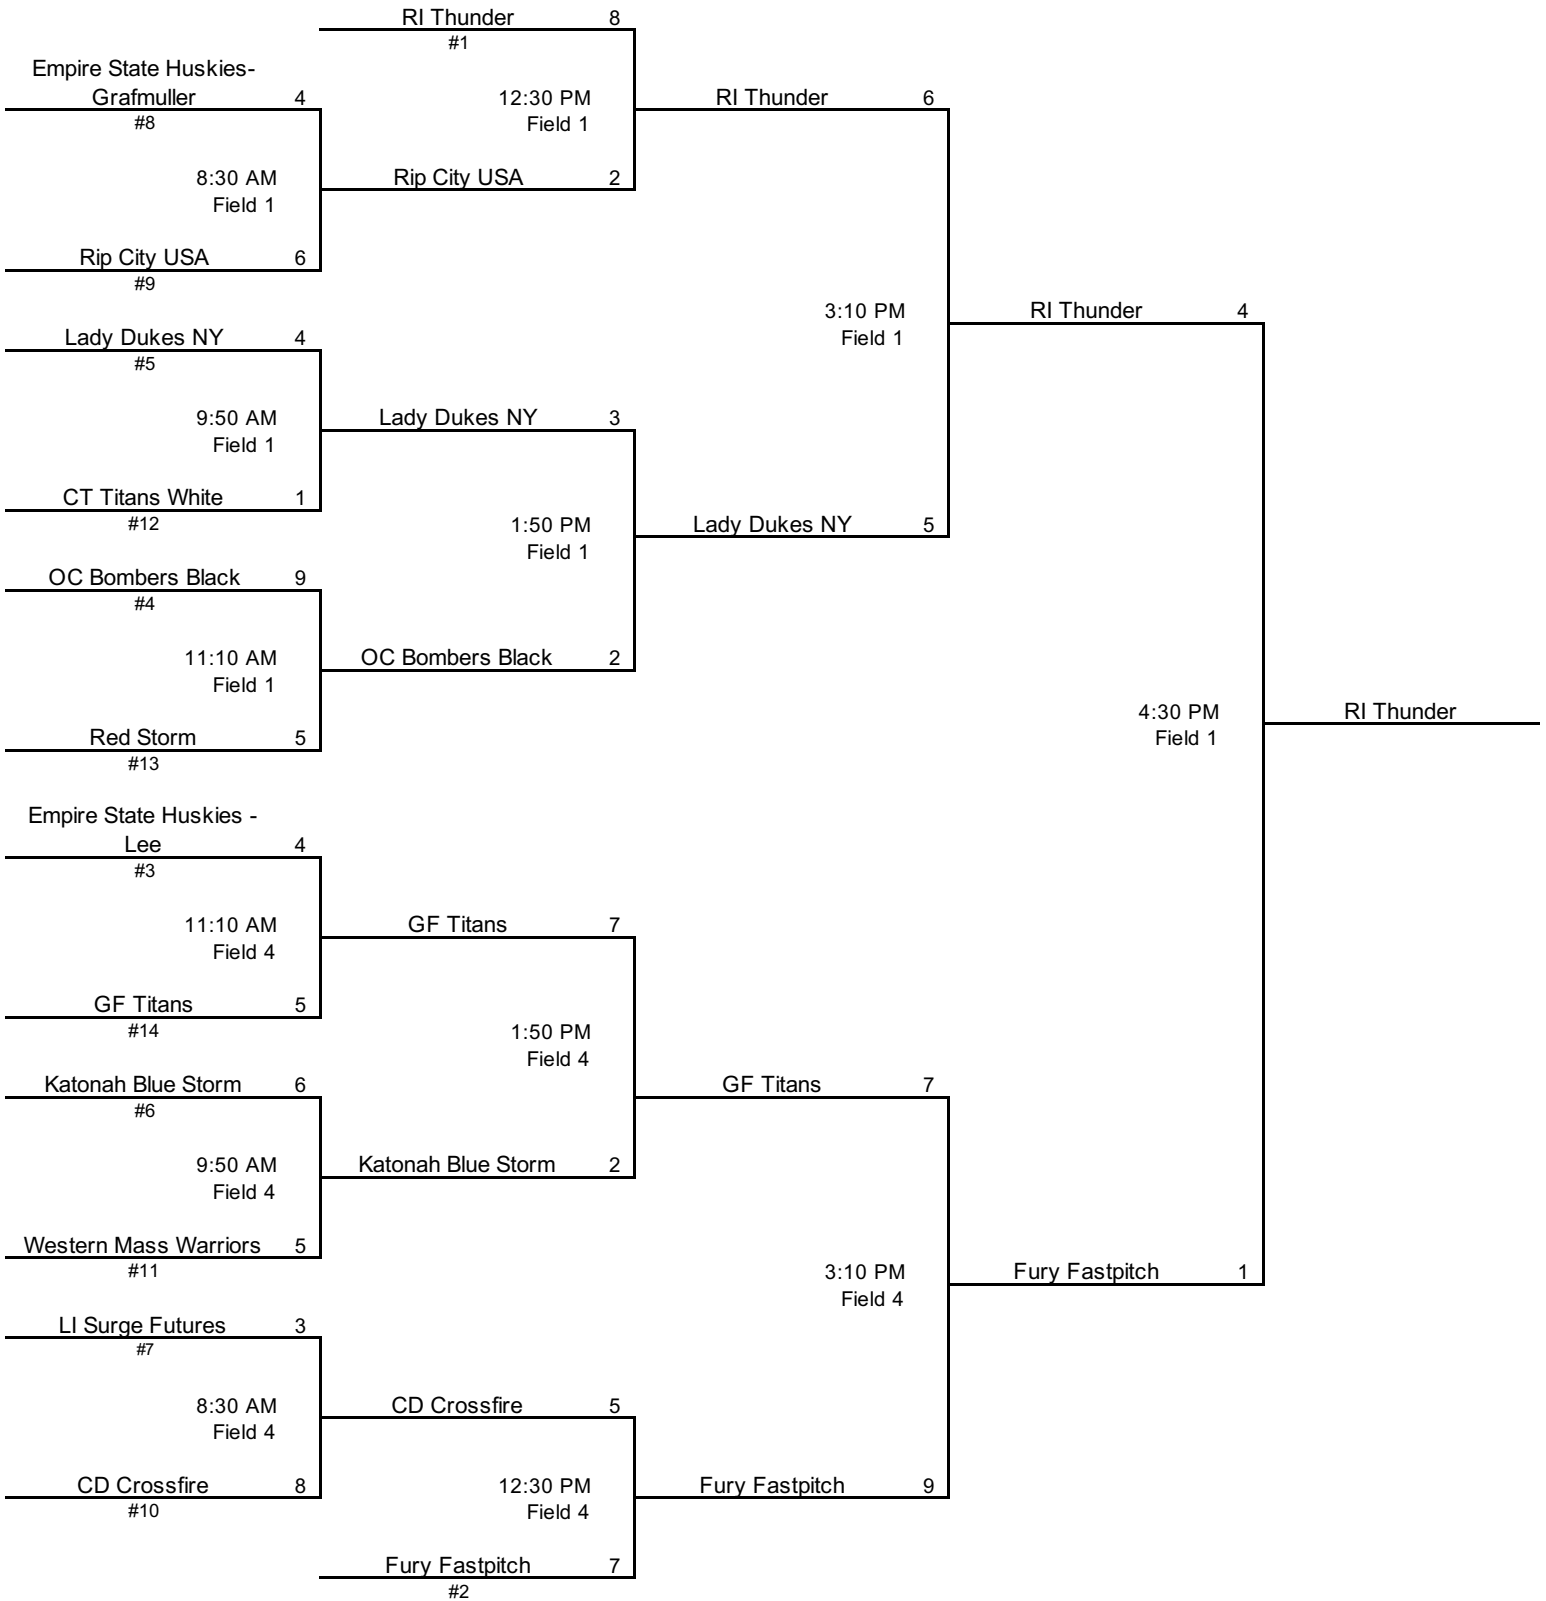 RI Thunder 8
#1
Empire State Huskies-
Grafmuller 4
#8
12:30 PM
Field 1
RI Thunder 6
8:30 AM
Field 1
Rip City USA 2
Rip City USA 6
#9
3:10 PM
Field 1
RI Thunder 4
Lady Dukes NY 4
#5
9:50 AM
Field 1
Lady Dukes NY 3
CT Titans White 1
#12
1:50 PM
Field 1
Lady Dukes NY 5
OC Bombers Black 9
#4
11:10 AM
Field 1
OC Bombers Black 2
Red Storm 5
#13
4:30 PM
Field 1
RI Thunder
Empire State Huskies -
Lee 4
#3
11:10 AM
Field 4
GF Titans 7
GF Titans 5
#14
1:50 PM
Field 4
Katonah Blue Storm 6
#6
GF Titans 7
9:50 AM
Field 4
Katonah Blue Storm 2
Western Mass Warriors 5
#11
3:10 PM
Field 4
Fury Fastpitch 1
LI Surge Futures 3
#7
8:30 AM
Field 4
CD Crossfire 5
CD Crossfire 8
#10
12:30 PM
Field 4
Fury Fastpitch 9
Fury Fastpitch 7
#2